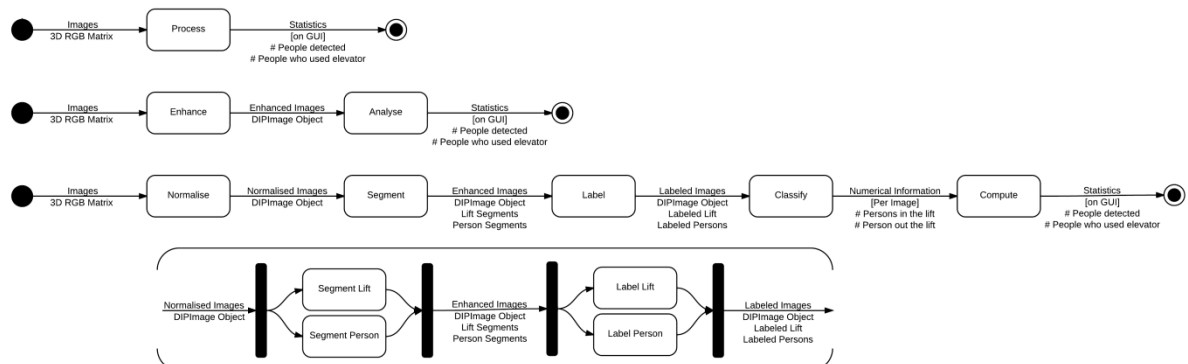 Images
3D RGB Matrix
Process
Statistics
[on GUI]
# People detected
# People who used elevator
Images
3D RGB Matrix
Enhance
Enhanced Images
DIPImage Object
Analyse
Statistics
[on GUI]
# People detected
# People who used elevator
Images
3D RGB Matrix
Normalise
Normalised Images
DIPImage Object
Segment
Enhanced Images
DIPImage Object
Lift Segments
Person Segments
Label
Labeled Images
DIPImage Object
Labeled Lift
Labeled Persons
Classify
Numerical Information
[Per Image]
# Persons in the lift
# Person out the lift
Compute
Statistics
[on GUI]
# People detected
# People who used elevator
Normalised Images
DIPImage Object
Segment Lift
Segment Person
Enhanced Images
DIPImage Object
Lift Segments
Person Segments
Label Lift
Label Person
Labeled Images
DIPImage Object
Labeled Lift
Labeled Persons